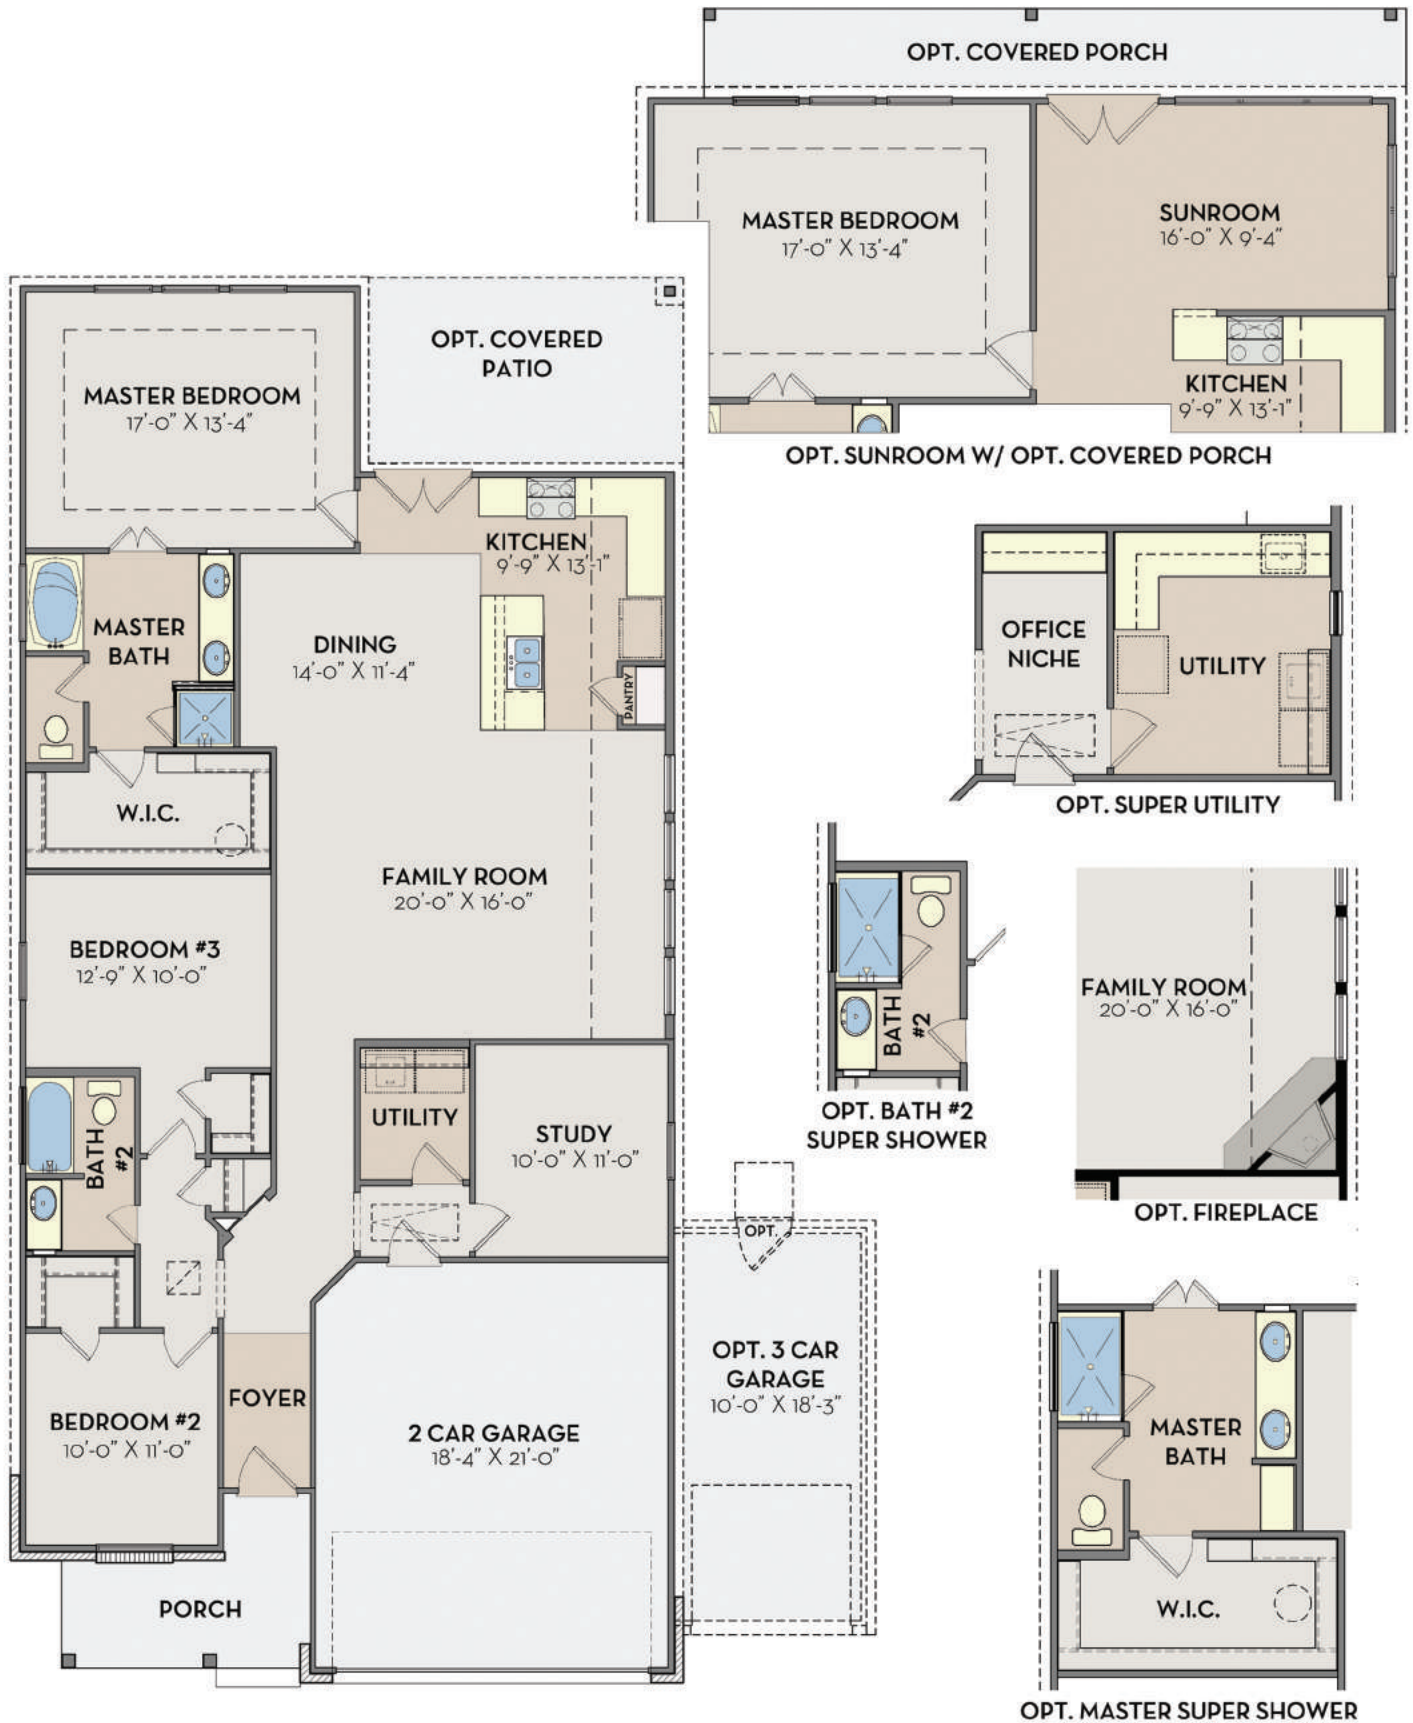 OPT. COVERED PORCH
MASTER BEDROOM
17'-0" X 13'-4"
SUNROOM
16'-0" X 9'-4"
KITCHEN
9'-9" X 13'-1"
OPT. SUNROOM W/ OPT. COVERED PORCH
OPT. COVERED
PATIO
MASTER BEDROOM
17'-0" X 13'-4"
KITCHEN
9'-9" X 13'-1"
MASTER
BATH
DINING
14'-0" X 11'-4"
PANTRY
W.I.C.
FAMILY ROOM
20'-0" X 16'-0"
BEDROOM #3
12'-9" X 10'-0"
UTILITY
STUDY
10'-0" X 11'-0"
BATH
#2
OPT.
OPT. 3 CAR
GARAGE
10'-0" X 18'-3"
FOYER
BEDROOM #2
10'-0" X 11'-0"
2 CAR GARAGE
18'-4" X 21'-0"
PORCH
OFFICE
NICHE
UTILITY
OPT. SUPER UTILITY
BATH
#2
OPT. BATH #2
SUPER SHOWER
FAMILY ROOM
20'-0" X 16'-0"
OPT. FIREPLACE
MASTER
BATH
W.I.C.
OPT. MASTER SUPER SHOWER